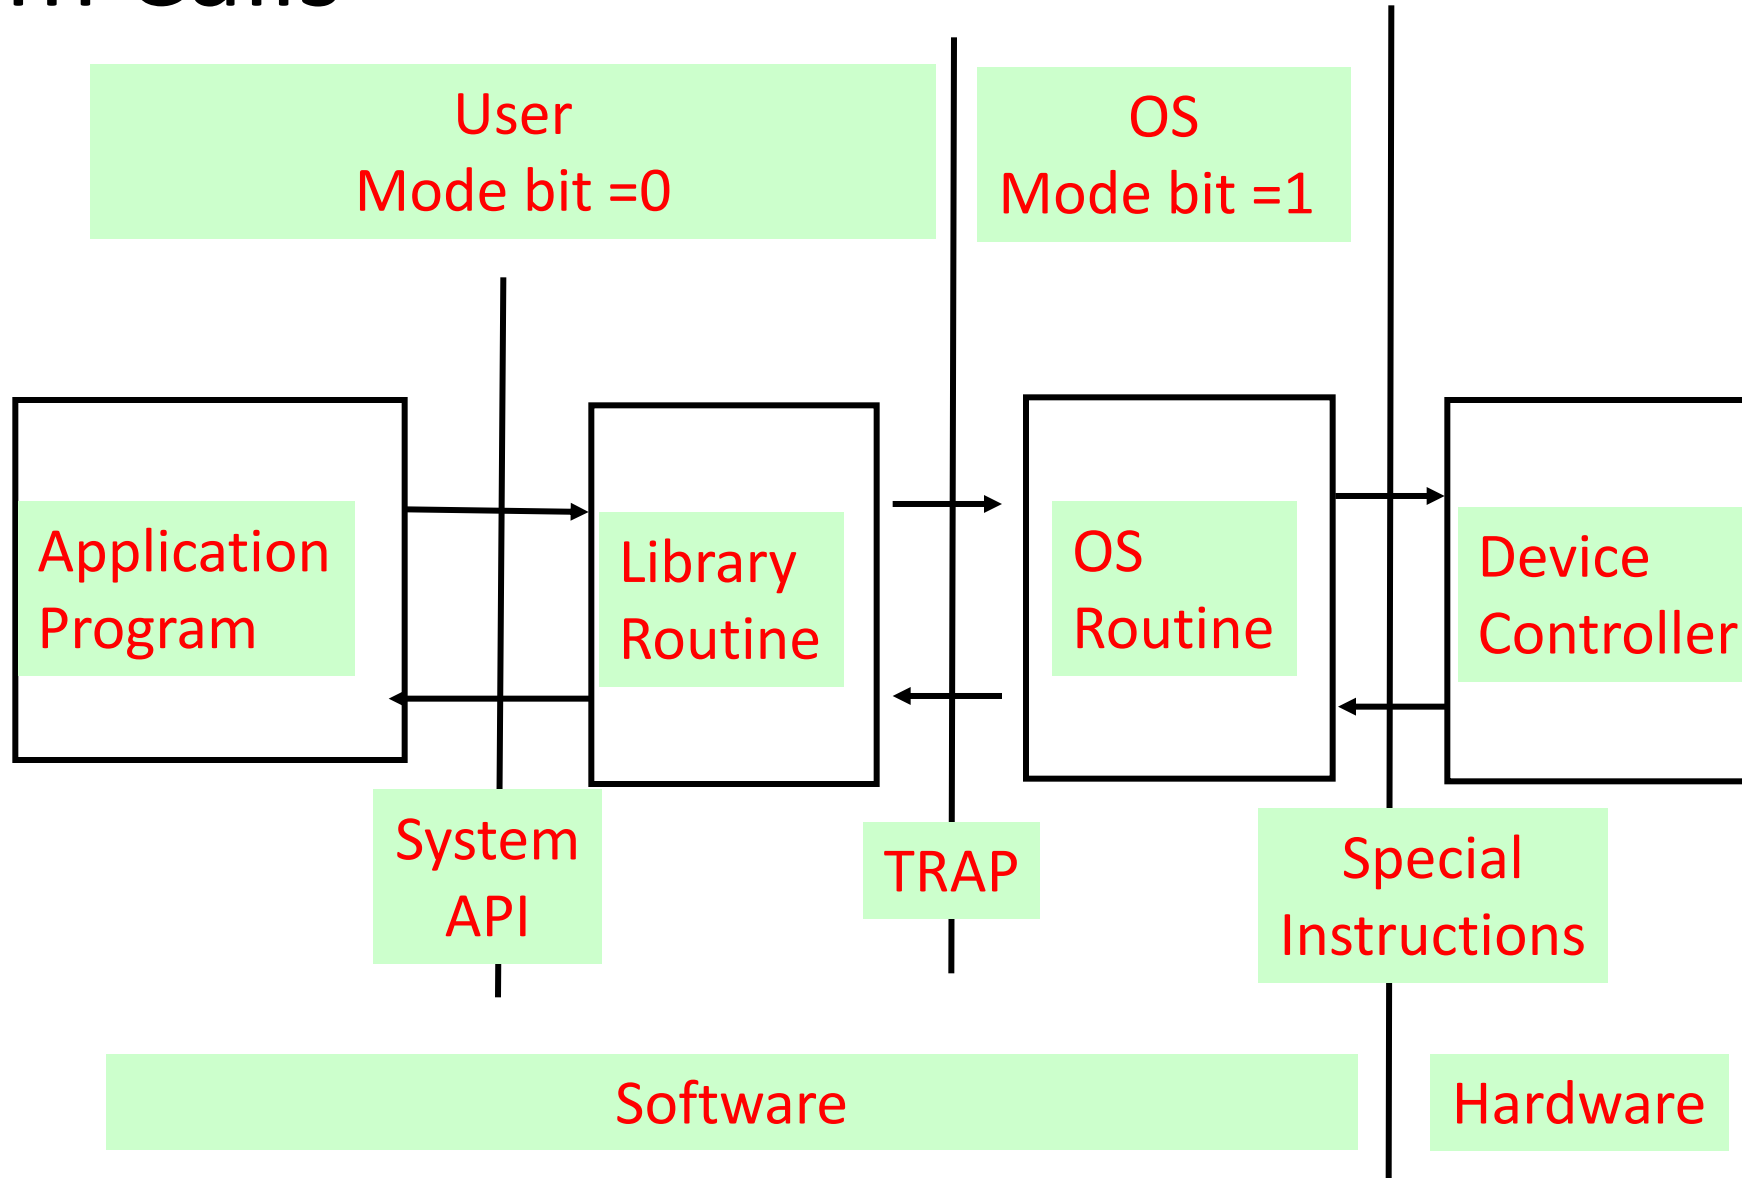 Calls
User
Mode bit =0
OS
Mode bit =1
Application
Program
Library
Routine
OS
Routine
Device
Controller
System
API
TRAP
Special
Instructions
Software
Hardware